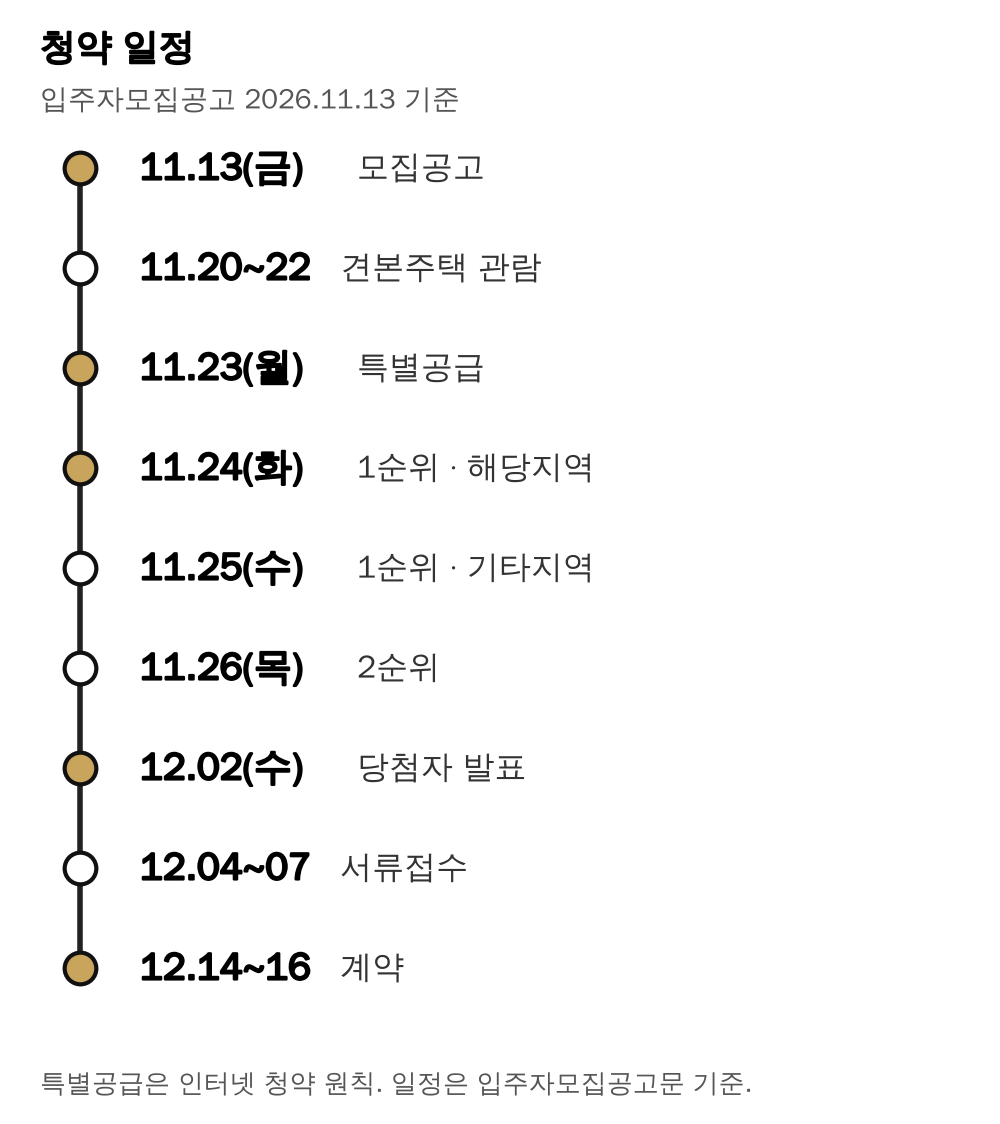 청약 일정
입주자모집공고 2026.11.13 기준
11.13(금) 모집공고
11.20~22 견본주택 관람
11.23(월) 특별공급
11.24(화) 1순위 · 해당지역
11.25(수) 1순위 · 기타지역
11.26(목) 2순위
12.02(수) 당첨자 발표
12.04~07 서류접수
12.14~16 계약
특별공급은 인터넷 청약 원칙. 일정은 입주자모집공고문 기준.